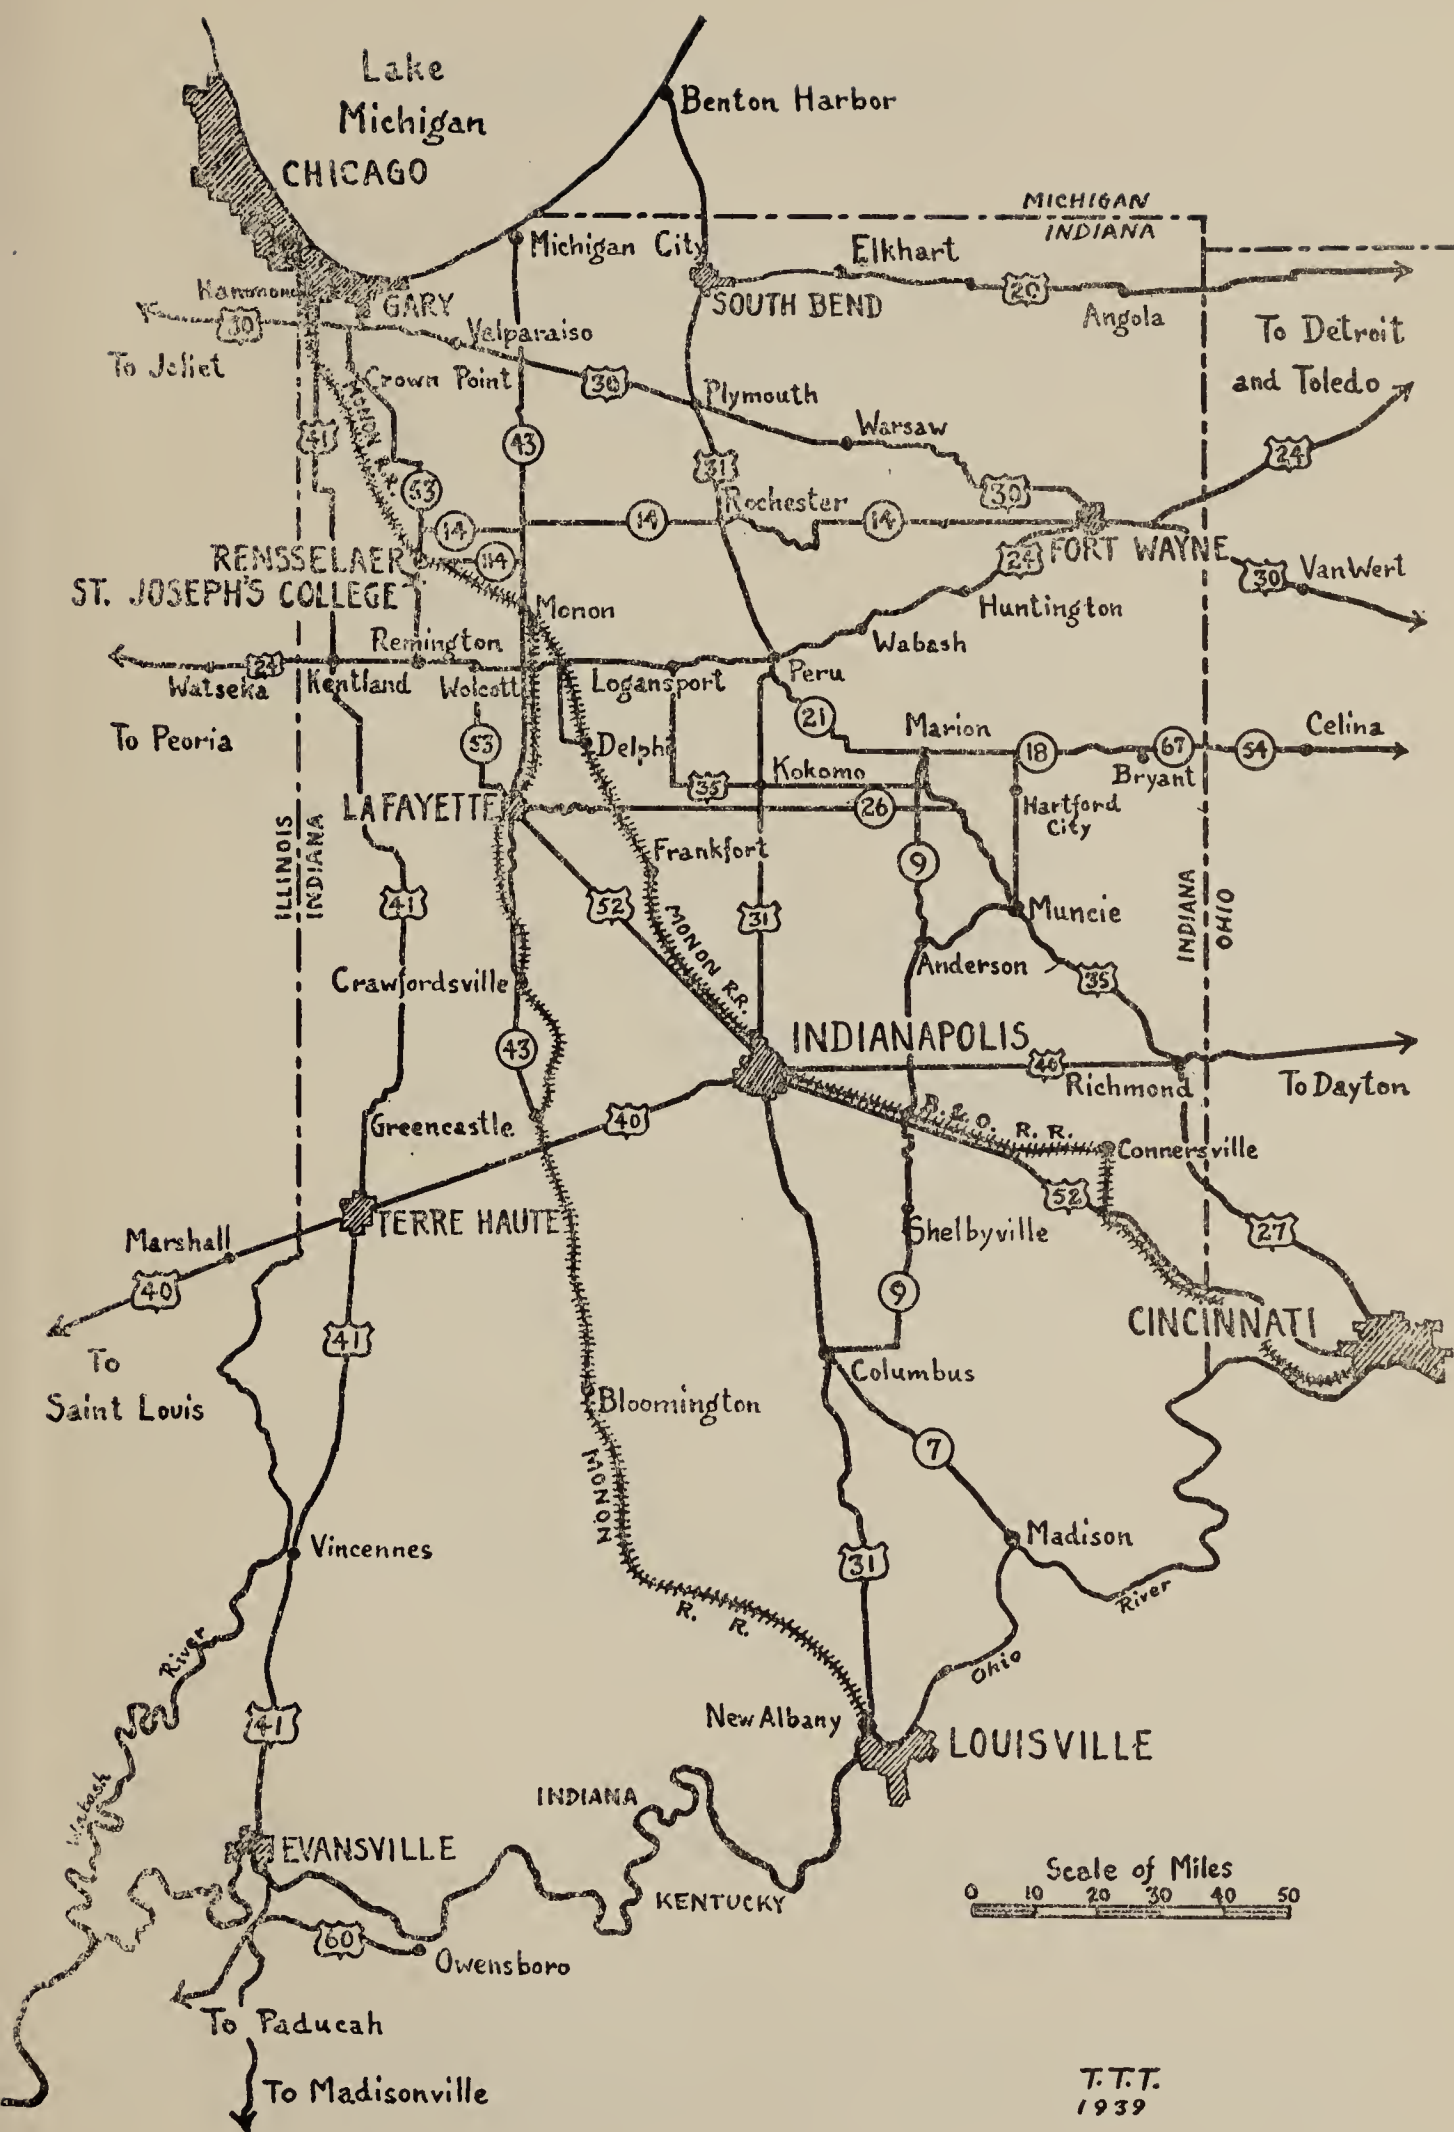 Lake
Michigan
Benton Harbor
CHICAGO
MICHIGAN
INDIANA
Michigan City
Elkhart
Hammond
GARY
SOUTH BEND
20
Angola
30
Valparaiso
To Detroit
and Toledo
To Joliet
Crown Point
30
Plymouth
41
MONON R.R.
43
Warsaw
24
31
53
Rochester
30
14
14
14
RENSSELAER
114
24
FORT WAYNE
ST. JOSEPH'S COLLEGE
30
Van Wert
Monon
Huntington
Remington
Wabash
24
Watseka
Kentland
Wolcott
Logansport
Peru
To Peoria
53
21
Marion
Celina
Delphi
18
67
54
Bryant
35
Kokomo
LAFAYETTE
26
Hartford
City
ILLINOIS
INDIANA
Frankfort
9
41
52
MONON R.R.
31
Muncie
INDIANA
OHIO
Crawfordsville
Anderson
35
43
INDIANAPOLIS
40
Richmond
To Dayton
Greencastle
40
B. & O. R. R.
Connersville
52
TERRE HAUTE
Marshall
Shelbyville
27
40
9
41
CINCINNATI
To
Saint Louis
Columbus
Bloomington
7
MONON
Vincennes
31
Madison
River
R. R.
River
Ohio
41
New Albany
LOUISVILLE
Wabash
INDIANA
EVANSVILLE
KENTUCKY
Scale of Miles
0 10 20 30 40 50
60
Owensboro
To Paducah
To Madisonville
T.T.T.
1939